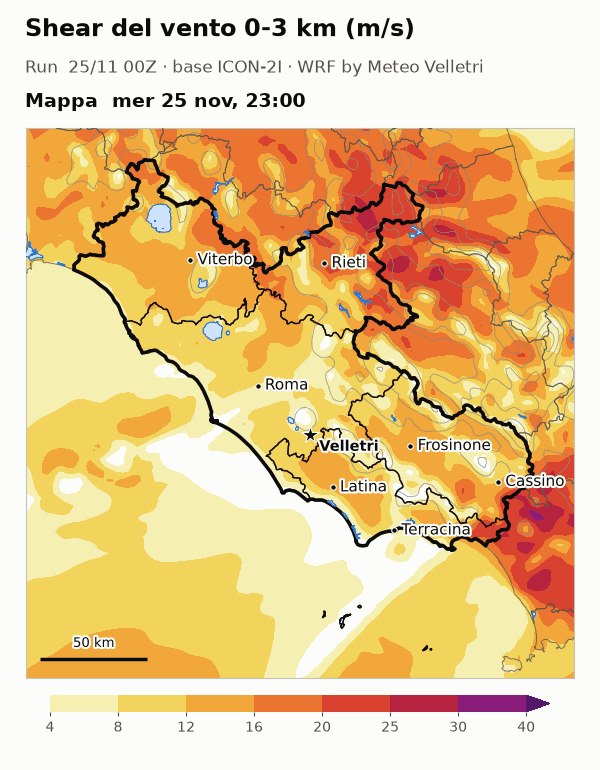 Shear del vento 0-3 km (m/s)
Run  25/11 00Z · base ICON-2I · WRF by Meteo Velletri
Mappa  mer 25 nov, 23:00
Viterbo
Rieti
Roma
Velletri
Frosinone
Cassino
Latina
Terracina
50 km
4 8 12 16 20 25 30 40